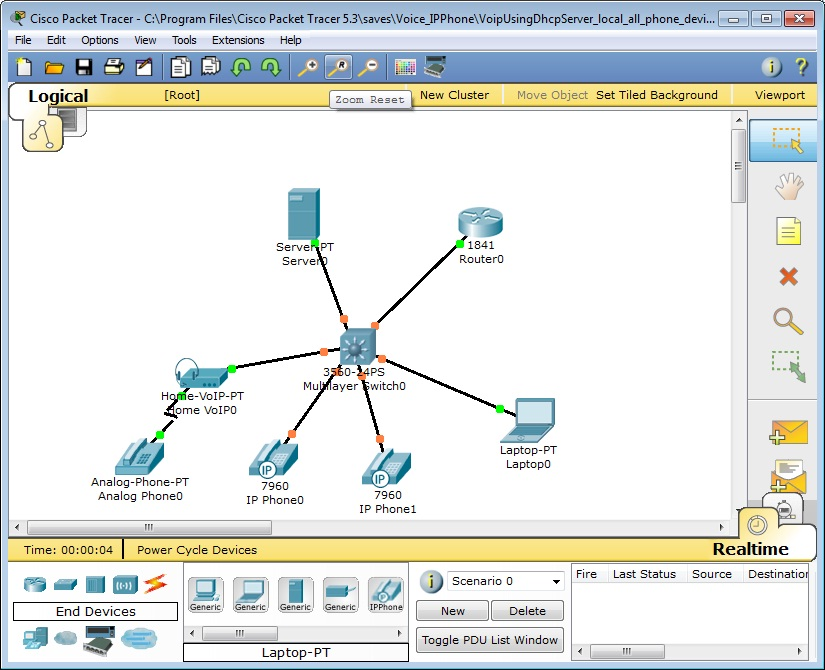 Cisco Packet Tracer - C:\Program Files\Cisco Packet Tracer 5.3\saves\Voice_IPPhone\VoipUsingDhcpServer_local_all_phone_devi...
File Edit Options View Tools Extensions Help
Logical
[Root]
New Cluster
Move Object
Set Tiled Background
Viewport
Zoom Reset
Server-PT
Server0
1841
Router0
3560-24PS
Multilayer Switch0
Home-VoIP-PT
Home VoIP0
Analog-Phone-PT
Analog Phone0
IP
7960
IP Phone0
IP
7960
IP Phone1
Laptop-PT
Laptop0
Time: 00:00:04
Power Cycle Devices
Realtime
End Devices
Generic Generic Generic Generic IPPhone
Laptop-PT
Scenario 0
New
Delete
Toggle PDU List Window
Fire Last Status Source Destination